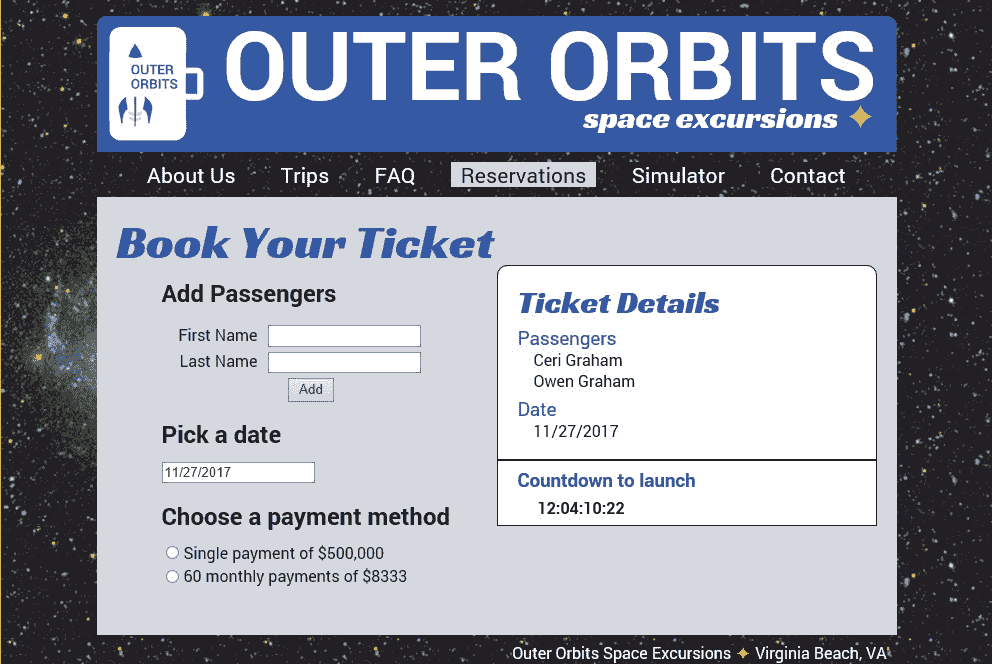 OUTER
ORBITS
OUTER ORBITS
space excursions
About Us Trips FAQ Reservations Simulator Contact
Book Your Ticket
Add Passengers
First Name
Last Name
Add
Pick a date
11/27/2017
Choose a payment method
Single payment of $500,000
60 monthly payments of $8333
Ticket Details
Passengers
Ceri Graham
Owen Graham
Date
11/27/2017
Countdown to launch
12:04:10:22
Outer Orbits Space Excursions ✦ Virginia Beach, VA